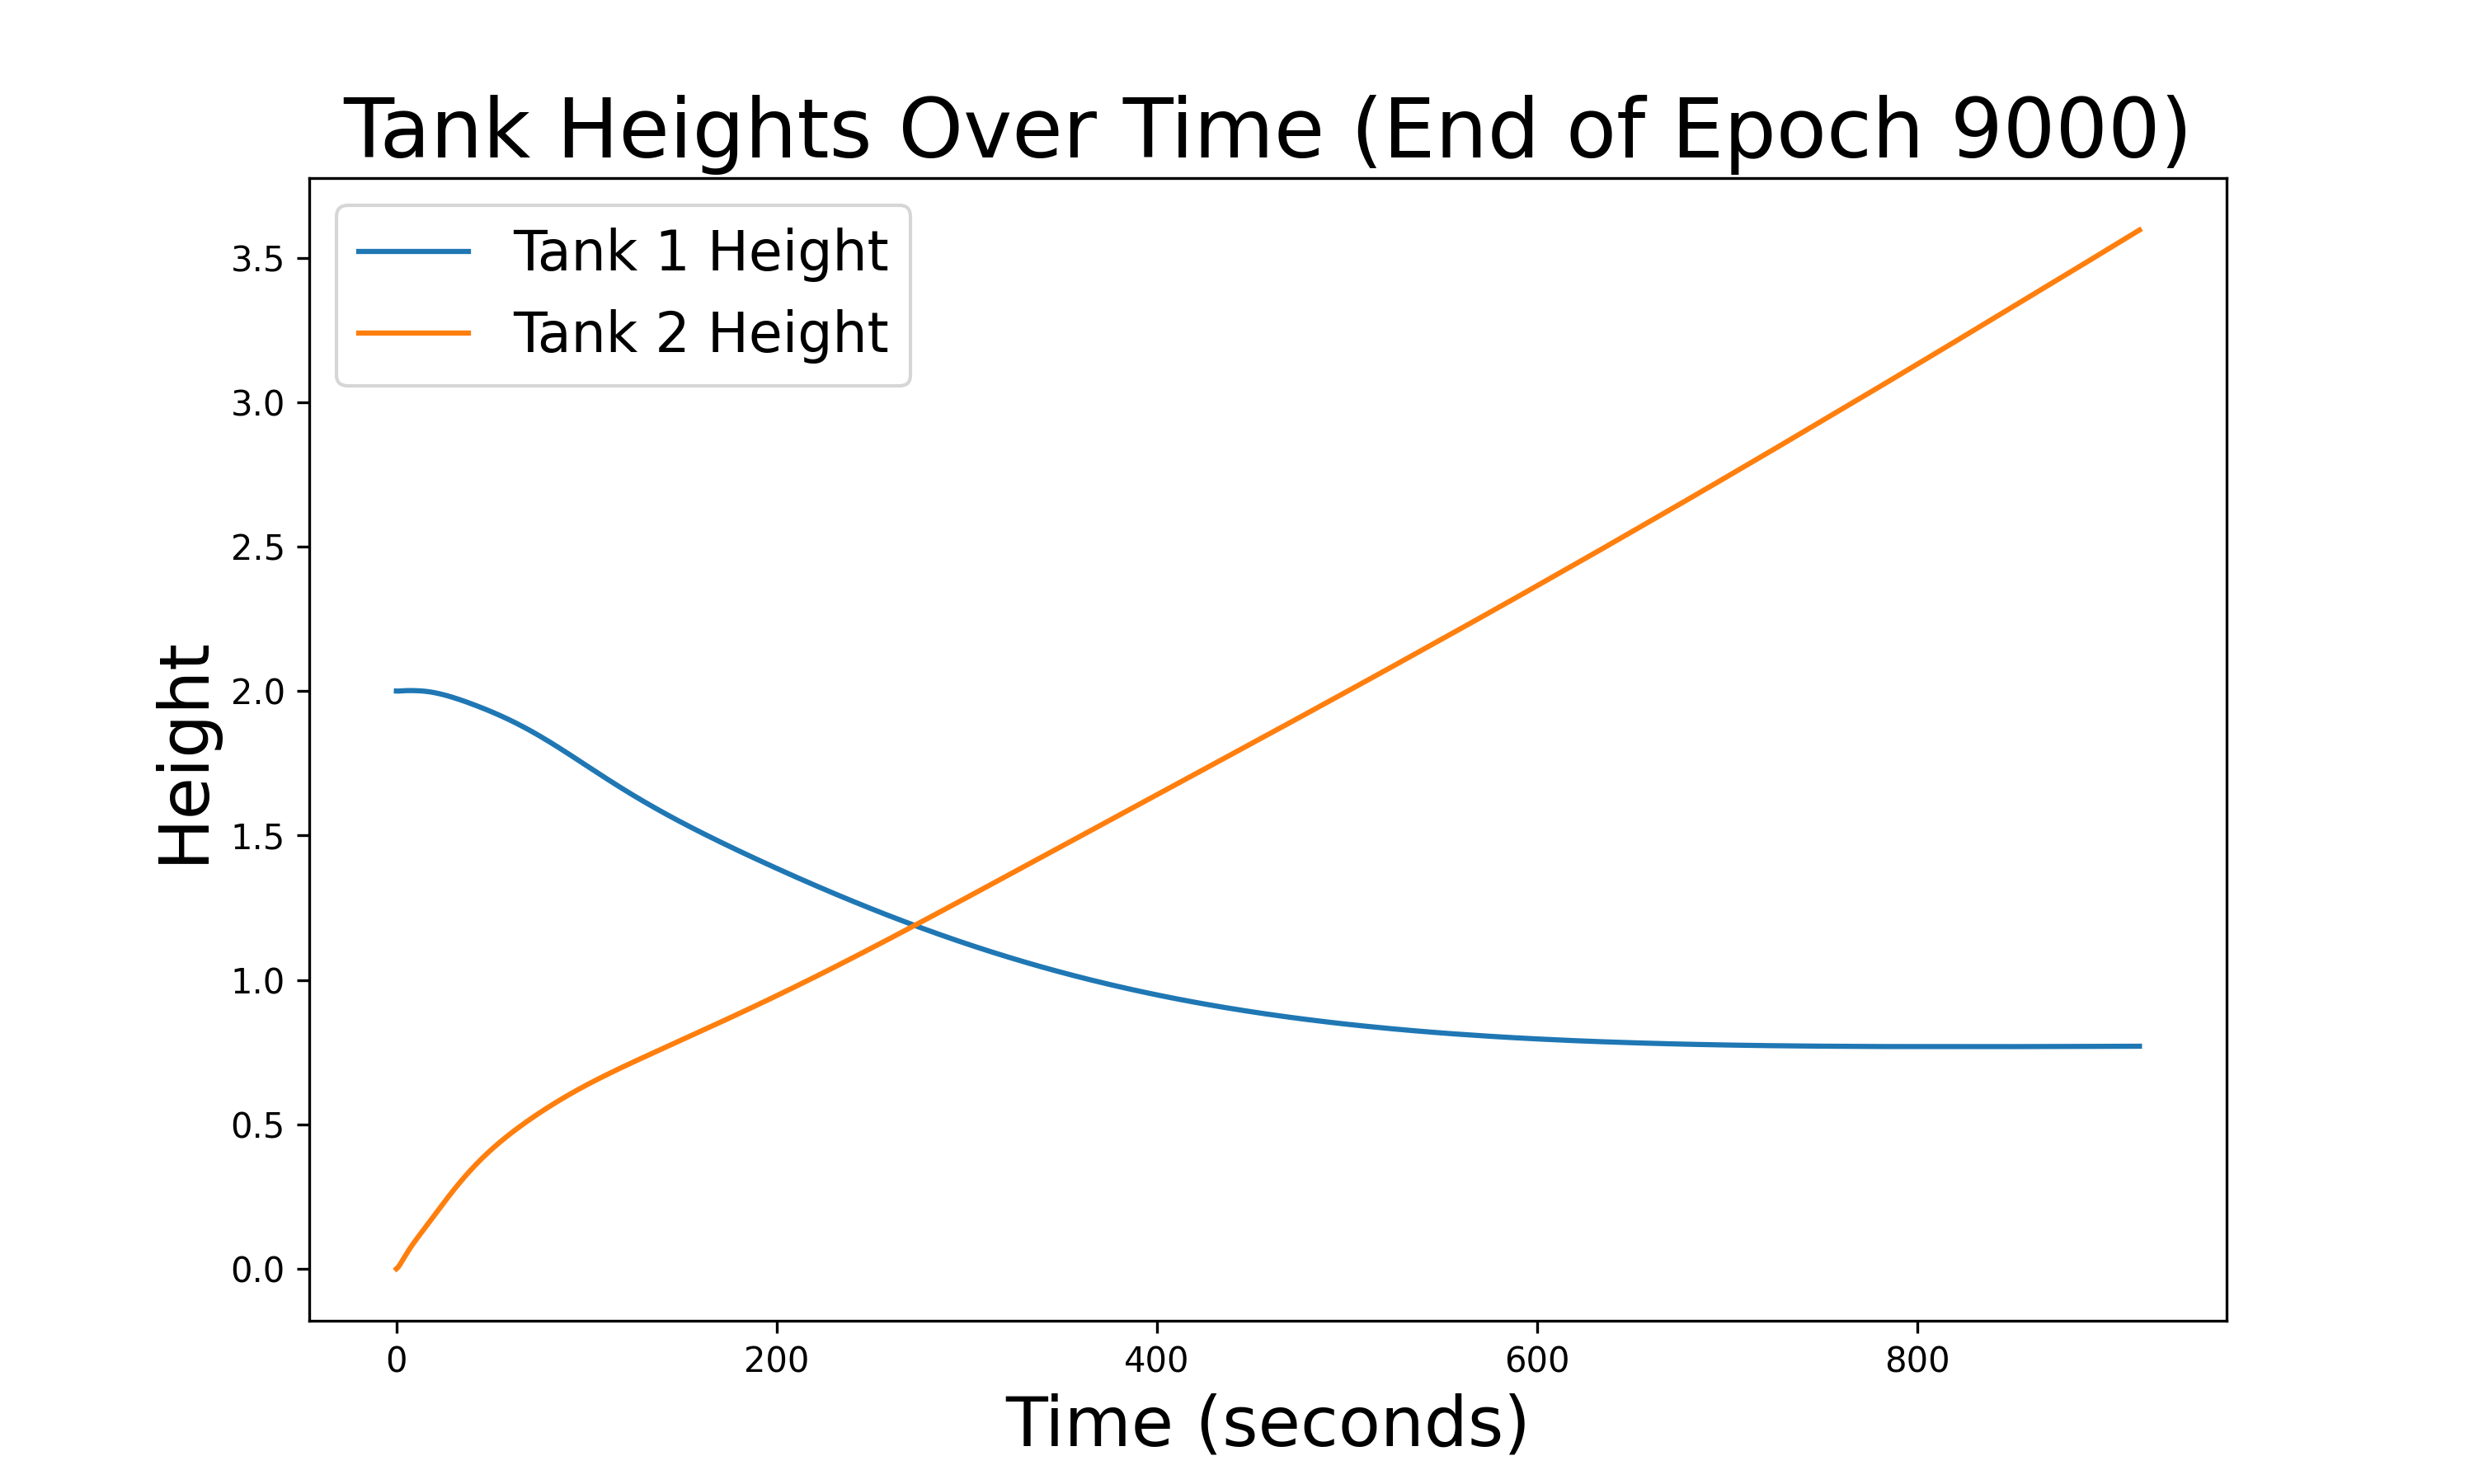 Tank Heights Over Time (End of Epoch 9000)
Tank 1 Height
Tank 2 Height
Height
3.5
3.0
2.5
2.0
1.5
1.0
0.5
0.0
0 200 400 600 800
Time (seconds)